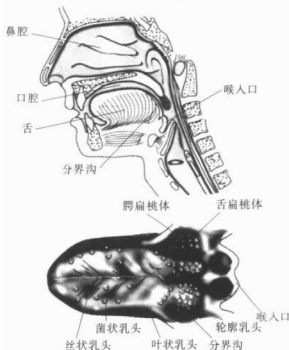 鼻腔
口腔
喉入口
舌
分界沟
腭扁桃体 舌扁桃体
喉入口
菌状乳头 轮廓乳头
丝状乳头 叶状乳头 分界沟